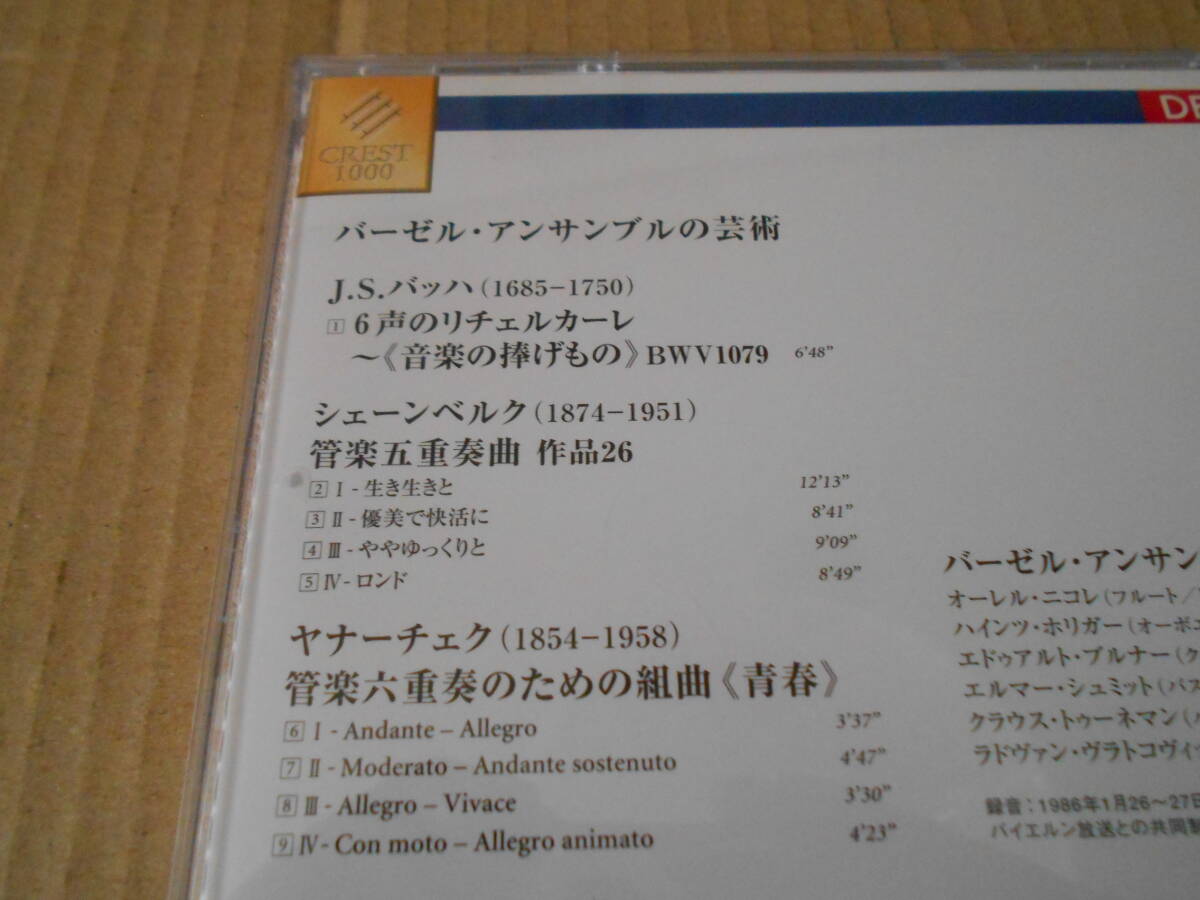 CREST
1000
DE
バーゼル・アンサンブルの芸術
J.S.バッハ(1685−1750)
1 6声のリチェルカーレ
〜《音楽の捧げもの》BWV1079 6’48”
シェーンベルク(1874−1951)
管楽五重奏曲 作品26
2 I - 生き生きと 12’13”
3 II - 優美で快活に 8’41”
4 III - ややゆっくりと 9’09”
5 IV - ロンド 8’49”
ヤナーチェク(1854−1958)
管楽六重奏のための組曲《青春》
6 I - Andante – Allegro 3’37”
7 II - Moderato – Andante sostenuto 4’47”
8 III - Allegro – Vivace 3’30”
9 IV - Con moto – Allegro animato 4’23”
バーゼル・アンサン
オーレル・ニコレ(フルート/
ハインツ・ホリガー(オーボエ
エドゥアルト・ブルナー(ク
エルマー・シュミット(バス
クラウス・トゥーネマン(
ラドヴァン・ヴラトコヴィ
録音:1986年1月26〜27日
バイエルン放送との共同制